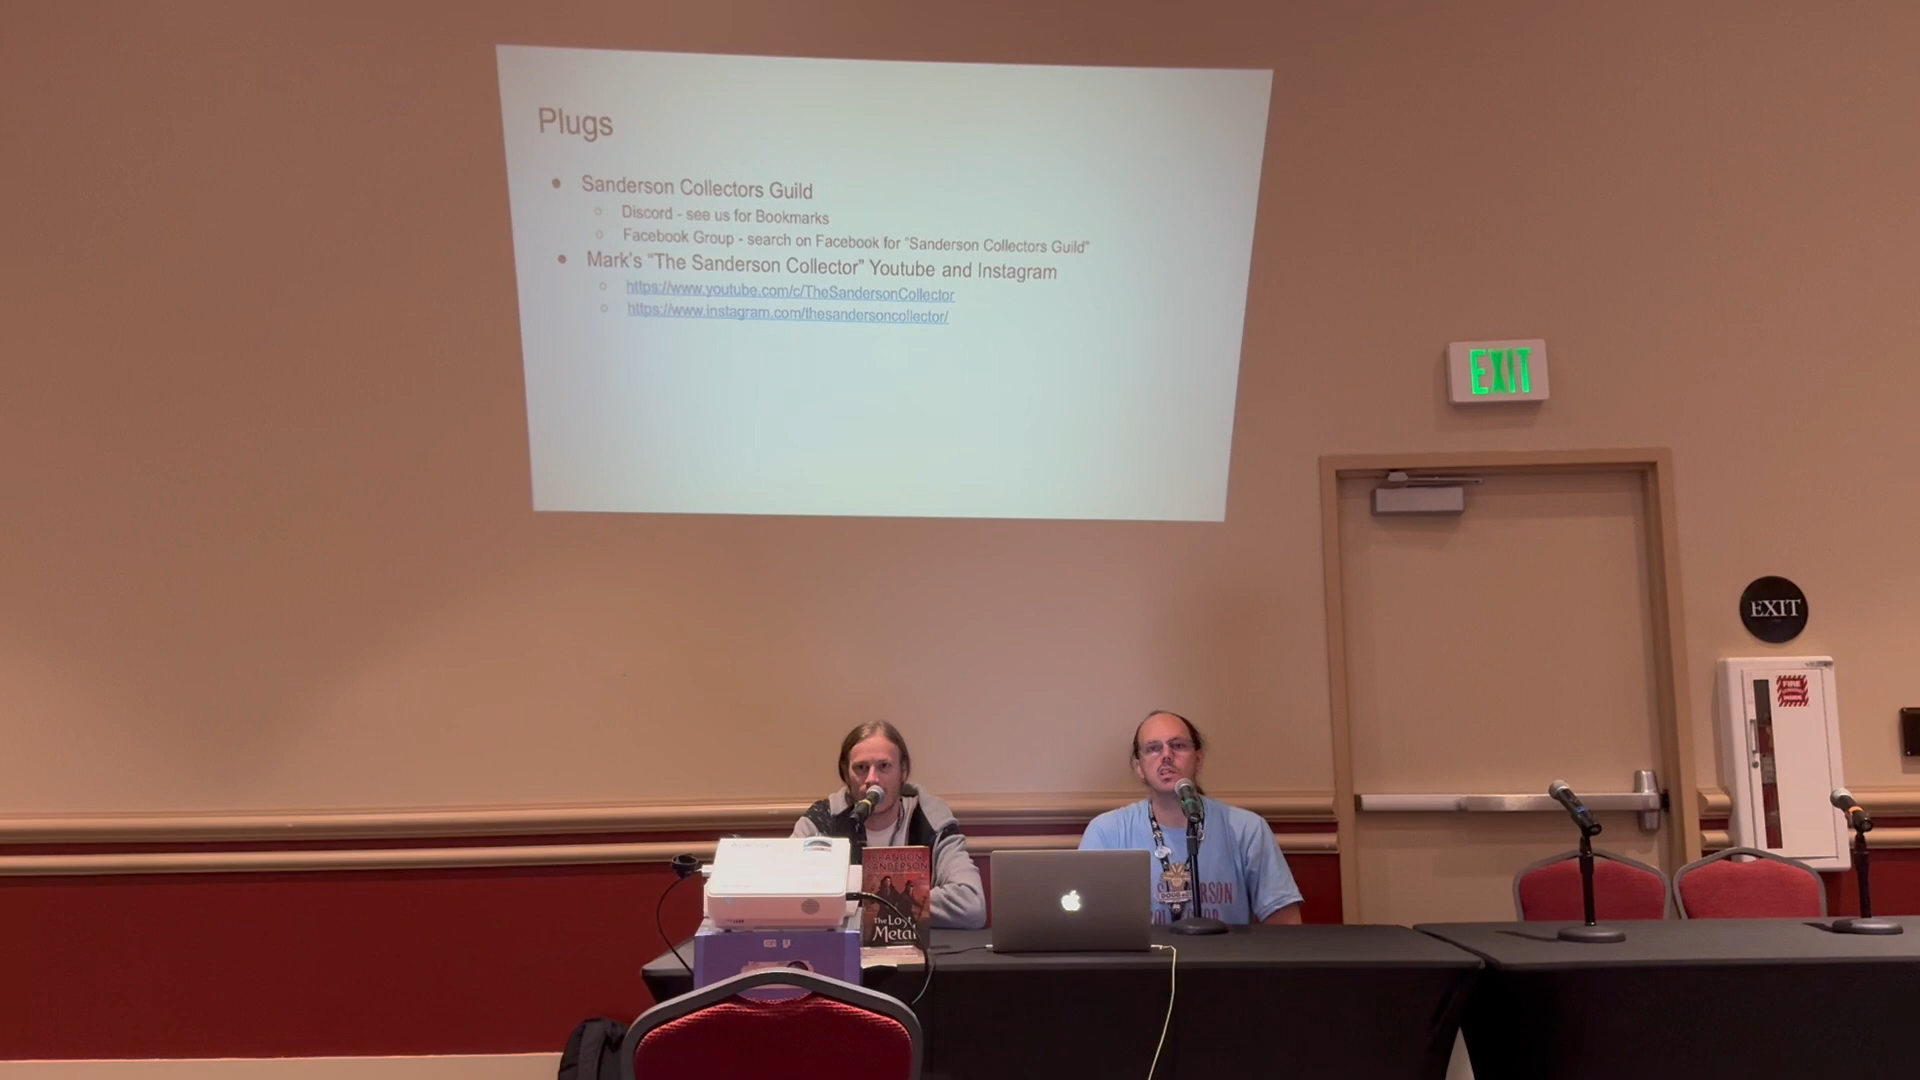 Plugs
Sanderson Collectors Guild
Discord - see us for Bookmarks
Facebook Group - search on Facebook for “Sanderson Collectors Guild”
Mark's “The Sanderson Collector” Youtube and Instagram
https://www.youtube.com/c/TheSandersonCollector
https://www.instagram.com/thesandersoncollector/
EXIT
EXIT
FIRE
BRANDON
SANDERSON
The Lost
Metal
DOUG